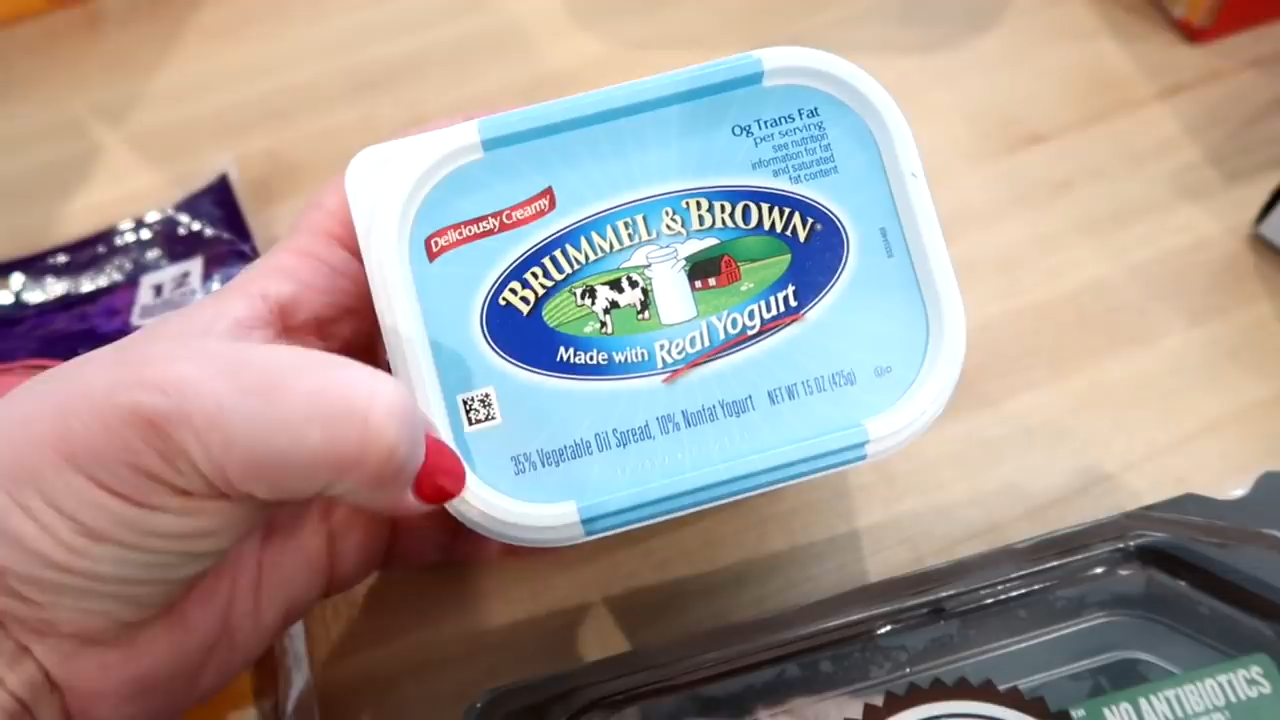 Og Trans Fat
per serving
see nutrition
information for fat
and saturated
fat content
Deliciously Creamy
BRUMMEL & BROWN
Made with Real Yogurt
35% Vegetable Oil Spread, 10% Nonfat Yogurt NET WT 15 OZ (425g)
12
NO ANTIBIOTICS